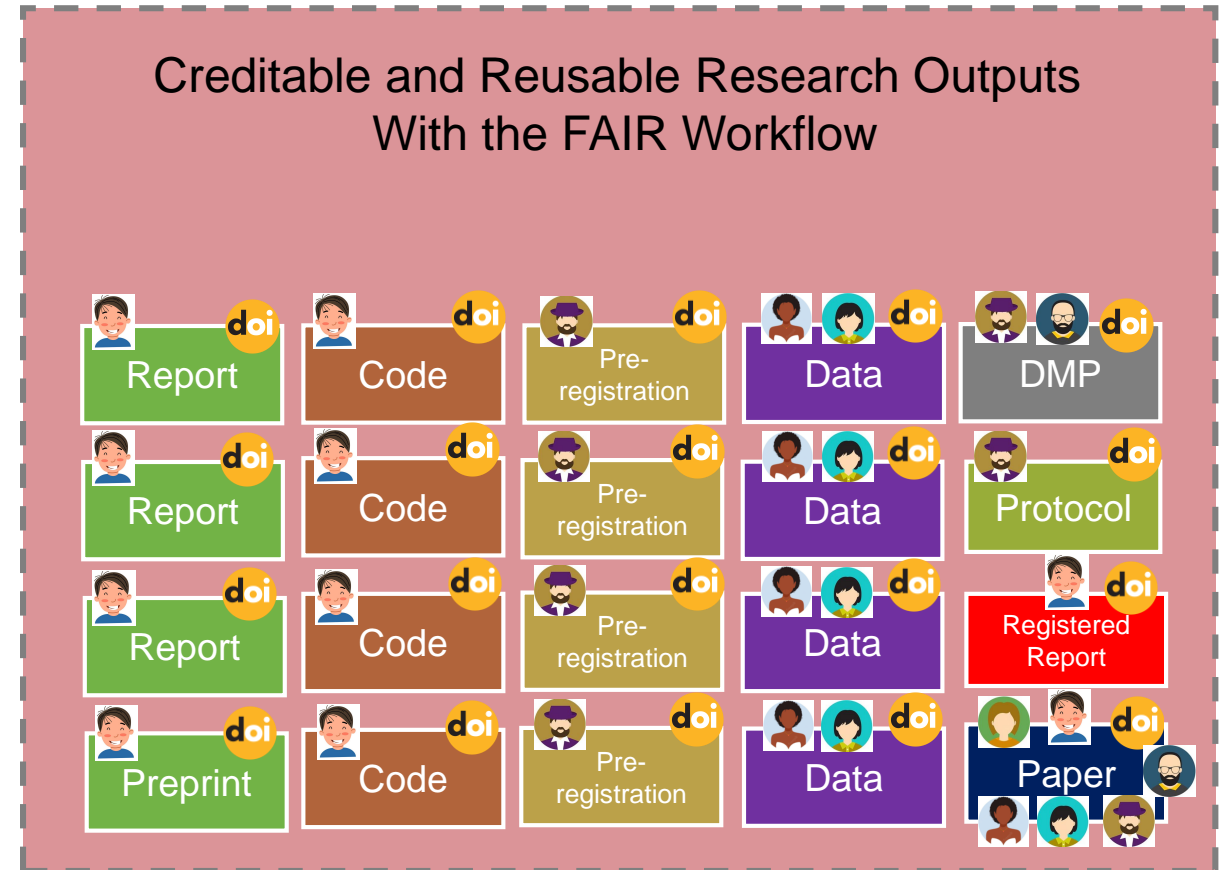 Creditable and Reusable Research Outputs
With the FAIR Workflow
doi
doi
doi
doi
doi
Report
Code
Pre-
registration
Data
DMP
doi
doi
doi
doi
doi
Report
Code
Pre-
registration
Data
Protocol
doi
doi
doi
doi
doi
Report
Code
Pre-
registration
Data
Registered
Report
doi
doi
doi
doi
doi
Preprint
Code
Pre-
registration
Data
Paper